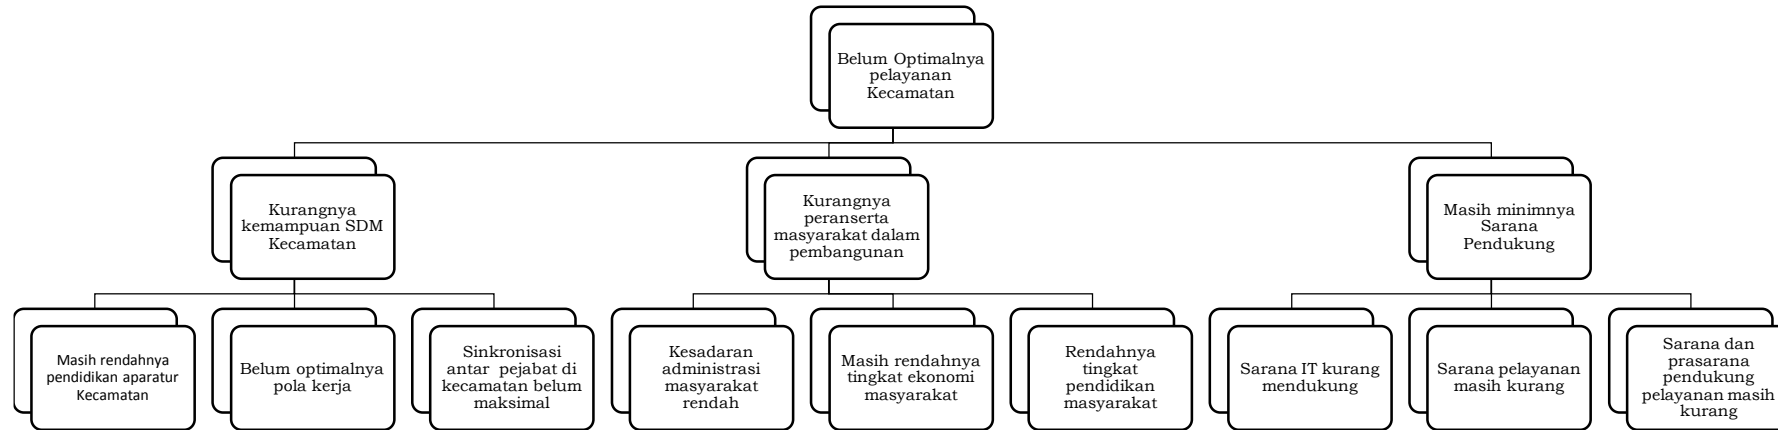 Belum Optimalnya
pelayanan
Kecamatan
Kurangnya
kemampuan SDM
Kecamatan
Kurangnya
peranserta
masyarakat dalam
pembangunan
Masih minimnya
Sarana
Pendukung
Masih rendahnya
pendidikan aparatur
Kecamatan
Belum optimalnya
pola kerja
Sinkronisasi
antar pejabat di
kecamatan belum
maksimal
Kesadaran
administrasi
masyarakat
rendah
Masih rendahnya
tingkat ekonomi
masyarakat
Rendahnya
tingkat
pendidikan
masyarakat
Sarana IT kurang
mendukung
Sarana pelayanan
masih kurang
Sarana dan
prasarana
pendukung
pelayanan masih
kurang